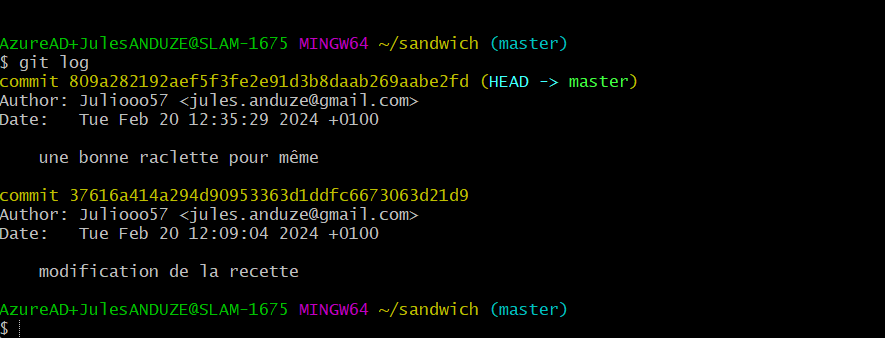 AzureAD+JulesANDUZE@SLAM-1675 MINGW64 ~/sandwich (master)
$ git log
commit 809a282192aef5f3fe2e91d3b8daab269aabe2fd (HEAD -> master)
Author: Juliooo57 <jules.anduze@gmail.com>
Date:   Tue Feb 20 12:35:29 2024 +0100
    une bonne raclette pour même
commit 37616a414a294d90953363d1ddfc6673063d21d9
Author: Juliooo57 <jules.anduze@gmail.com>
Date:   Tue Feb 20 12:09:04 2024 +0100
    modification de la recette
AzureAD+JulesANDUZE@SLAM-1675 MINGW64 ~/sandwich (master)
$